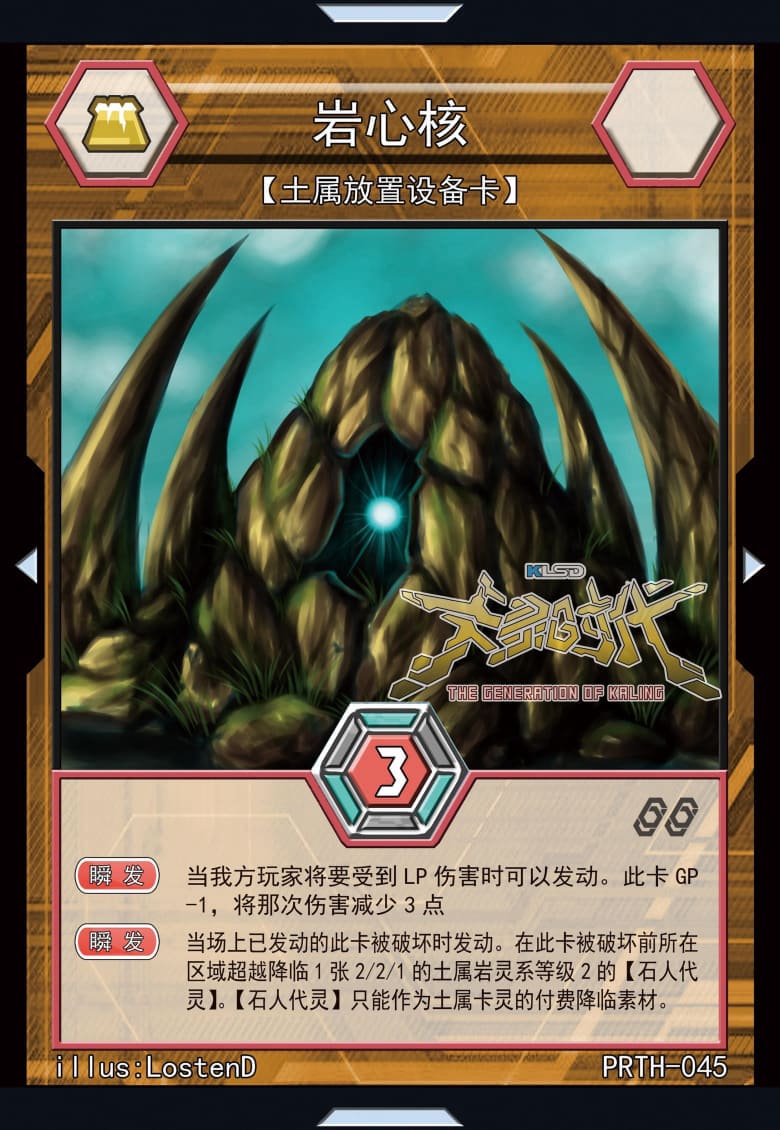 岩心核
【土属放置设备卡】
KLSD
卡灵时代
THE GENERATION OF KALING
3
瞬发 当我方玩家将要受到 LP 伤害时可以发动。此卡 GP
-1，将那次伤害减少 3 点
瞬发 当场上已发动的此卡被破坏时发动。在此卡被破坏前所在
区域超越降临 1 张 2/2/1 的土属岩灵系等级 2 的【石人代
灵】。【石人代灵】只能作为土属卡灵的付费降临素材。
illus:LostenD
PRTH-045